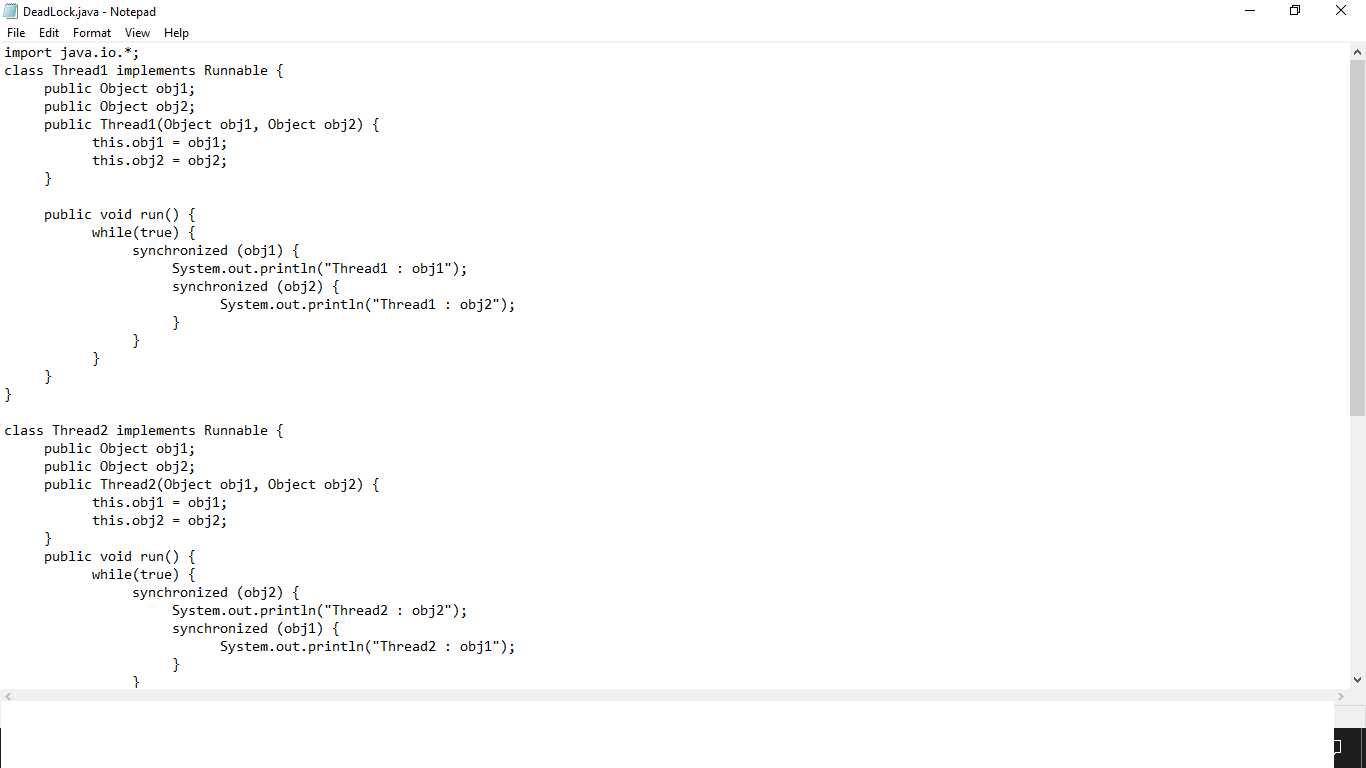 DeadLock.java - Notepad
File Edit Format View Help
import java.io.*;
class Thread1 implements Runnable {
     public Object obj1;
     public Object obj2;
     public Thread1(Object obj1, Object obj2) {
           this.obj1 = obj1;
           this.obj2 = obj2;
     }

     public void run() {
           while(true) {
                synchronized (obj1) {
                     System.out.println("Thread1 : obj1");
                     synchronized (obj2) {
                           System.out.println("Thread1 : obj2");
                     }
                }
           }
     }
}

class Thread2 implements Runnable {
     public Object obj1;
     public Object obj2;
     public Thread2(Object obj1, Object obj2) {
           this.obj1 = obj1;
           this.obj2 = obj2;
     }
     public void run() {
           while(true) {
                synchronized (obj2) {
                     System.out.println("Thread2 : obj2");
                     synchronized (obj1) {
                           System.out.println("Thread2 : obj1");
                     }
                }